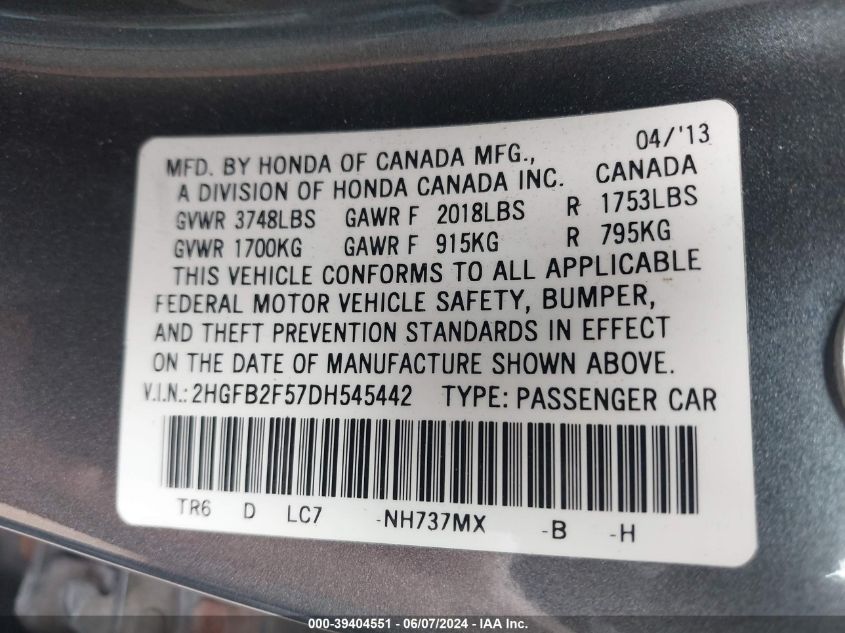 04/'13
MFD. BY HONDA OF CANADA MFG., CANADA
A DIVISION OF HONDA CANADA INC.
GVWR 3748LBS GAWR F 2018LBS R 1753LBS
GVWR 1700KG GAWR F 915KG R 795KG
THIS VEHICLE CONFORMS TO ALL APPLICABLE
FEDERAL MOTOR VEHICLE SAFETY, BUMPER,
AND THEFT PREVENTION STANDARDS IN EFFECT
ON THE DATE OF MANUFACTURE SHOWN ABOVE.
V.I.N.: 2HGFB2F57DH545442 TYPE: PASSENGER CAR
TR6 D LC7 -NH737MX -B -H
000-39404551 - 06/07/2024 - IAA Inc.